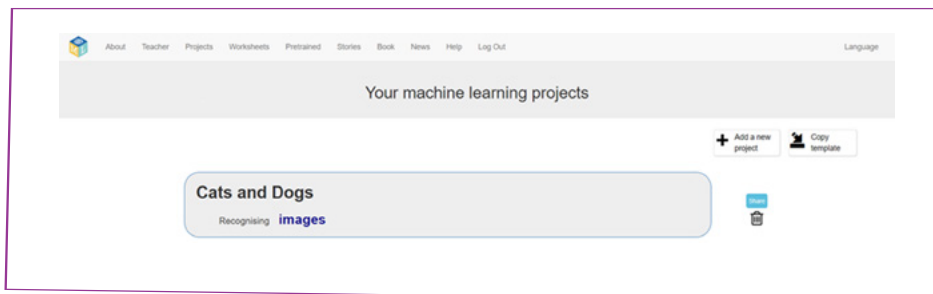 About Teacher Projects Worksheets Pretrained Stories Book News Help Log Out Language
Your machine learning projects
Add a new project
Copy template
Cats and Dogs
Share
Recognising images